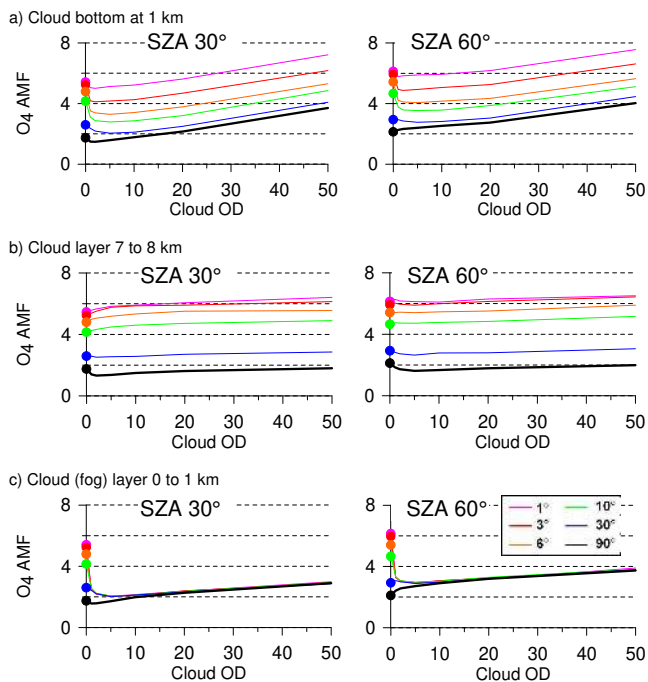 a) Cloud bottom at 1 km
SZA 30°
SZA 60°
8
4
0
O₄ AMF
0 10 20 30 40 50
Cloud OD
8
4
0
0 10 20 30 40 50
Cloud OD
b) Cloud layer 7 to 8 km
SZA 30°
SZA 60°
8
4
0
O₄ AMF
0 10 20 30 40 50
Cloud OD
8
4
0
0 10 20 30 40 50
Cloud OD
c) Cloud (fog) layer 0 to 1 km
SZA 30°
SZA 60°
8
4
0
O₄ AMF
0 10 20 30 40 50
Cloud OD
8
4
0
0 10 20 30 40 50
Cloud OD
1° 10°
3° 30°
6° 90°